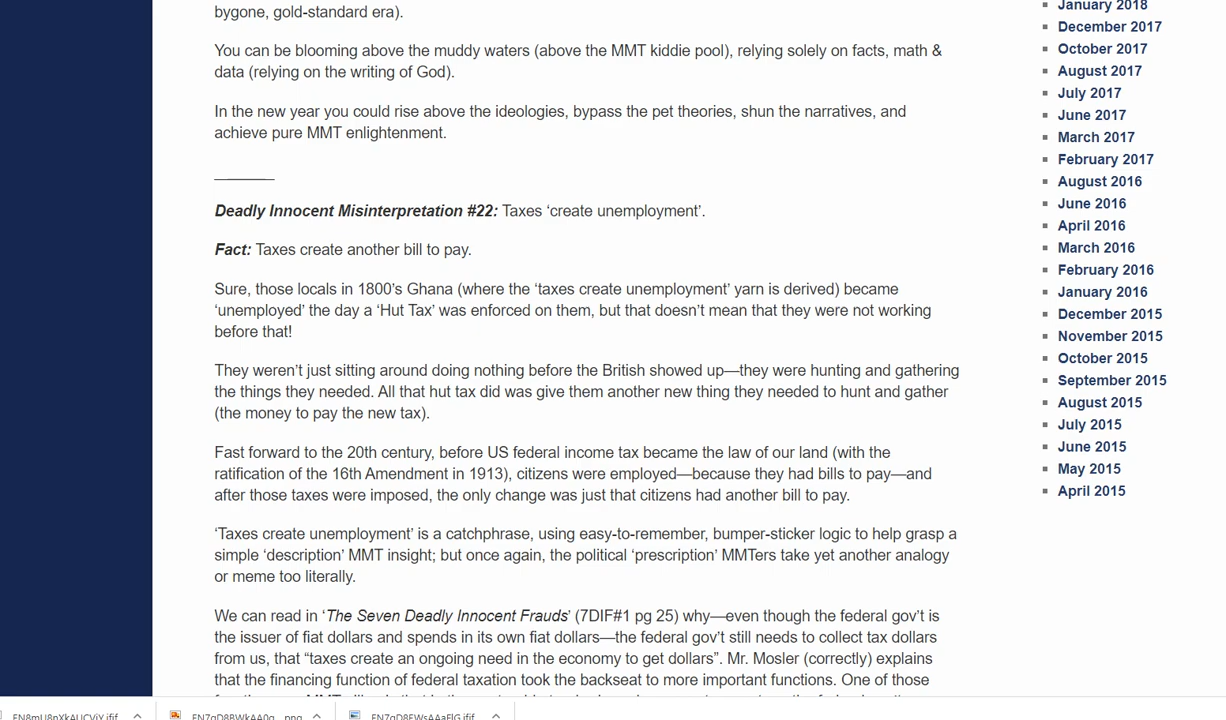 bygone, gold-standard era).
You can be blooming above the muddy waters (above the MMT kiddie pool), relying solely on facts, math &
data (relying on the writing of God).
In the new year you could rise above the ideologies, bypass the pet theories, shun the narratives, and
achieve pure MMT enlightenment.
Deadly Innocent Misinterpretation #22: Taxes ‘create unemployment’.
Fact: Taxes create another bill to pay.
Sure, those locals in 1800’s Ghana (where the ‘taxes create unemployment’ yarn is derived) became
‘unemployed’ the day a ‘Hut Tax’ was enforced on them, but that doesn’t mean that they were not working
before that!
They weren’t just sitting around doing nothing before the British showed up—they were hunting and gathering
the things they needed. All that hut tax did was give them another new thing they needed to hunt and gather
(the money to pay the new tax).
Fast forward to the 20th century, before US federal income tax became the law of our land (with the
ratification of the 16th Amendment in 1913), citizens were employed—because they had bills to pay—and
after those taxes were imposed, the only change was just that citizens had another bill to pay.
‘Taxes create unemployment’ is a catchphrase, using easy-to-remember, bumper-sticker logic to help grasp a
simple ‘description’ MMT insight; but once again, the political ‘prescription’ MMTers take yet another analogy
or meme too literally.
We can read in ‘The Seven Deadly Innocent Frauds’ (7DIF#1 pg 25) why—even though the federal gov’t is
the issuer of fiat dollars and spends in its own fiat dollars—the federal gov’t still needs to collect tax dollars
from us, that “taxes create an ongoing need in the economy to get dollars”. Mr. Mosler (correctly) explains
that the financing function of federal taxation took the backseat to more important functions. One of those
January 2018
December 2017
October 2017
August 2017
July 2017
June 2017
March 2017
February 2017
August 2016
June 2016
April 2016
March 2016
February 2016
January 2016
December 2015
November 2015
October 2015
September 2015
August 2015
July 2015
June 2015
May 2015
April 2015